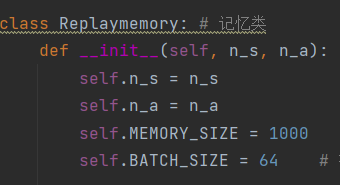 class Replaymemory: # 记忆类
    def __init__(self, n_s, n_a):
        self.n_s = n_s
        self.n_a = n_a
        self.MEMORY_SIZE = 1000
        self.BATCH_SIZE = 64    #